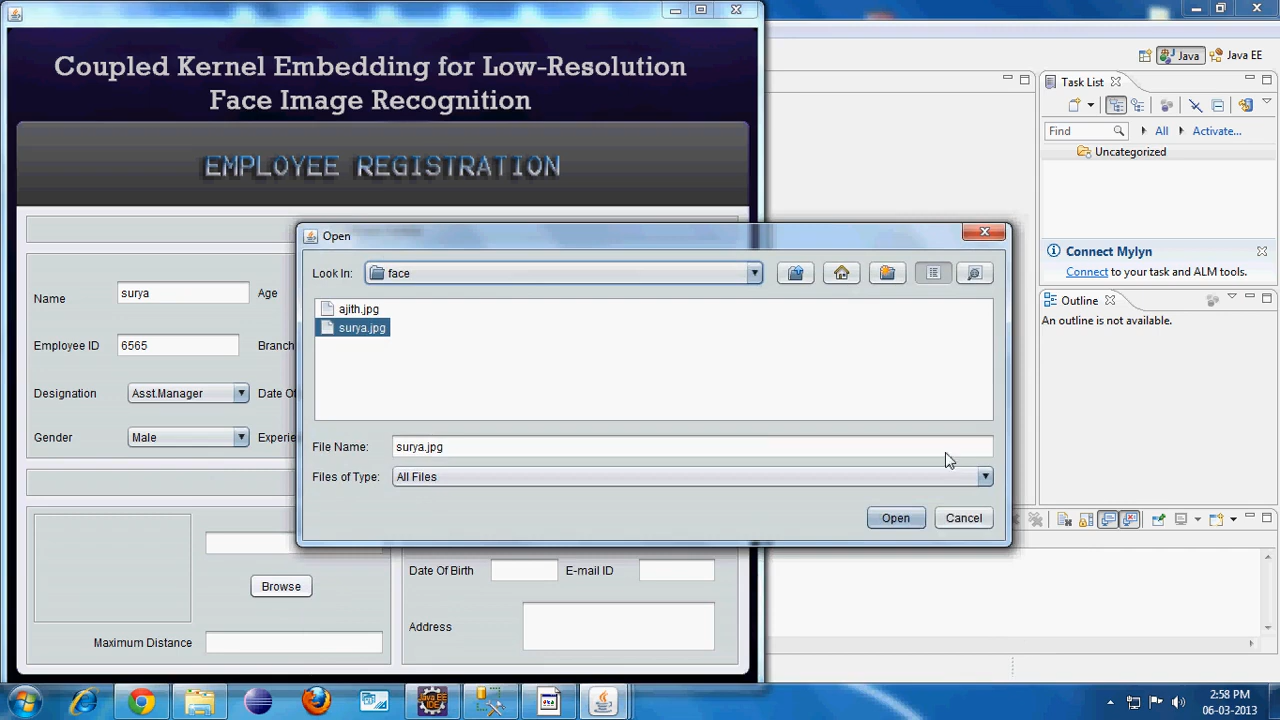 Coupled Kernel Embedding for Low-Resolution
Face Image Recognition
EMPLOYEE REGISTRATION
Name
surya
Age
Employee ID
6565
Branch
Designation
Asst.Manager
Date Of
Gender
Male
Experie
Open
Look In:
face
ajith.jpg
surya.jpg
File Name:
surya.jpg
Files of Type:
All Files
Open
Cancel
Browse
Maximum Distance
Date Of Birth
E-mail ID
Address
Java
Java EE
Task List
Find
All
Activate...
Uncategorized
Connect Mylyn
Connect to your task and ALM tools.
Outline
An outline is not available.
2:58 PM
06-03-2013